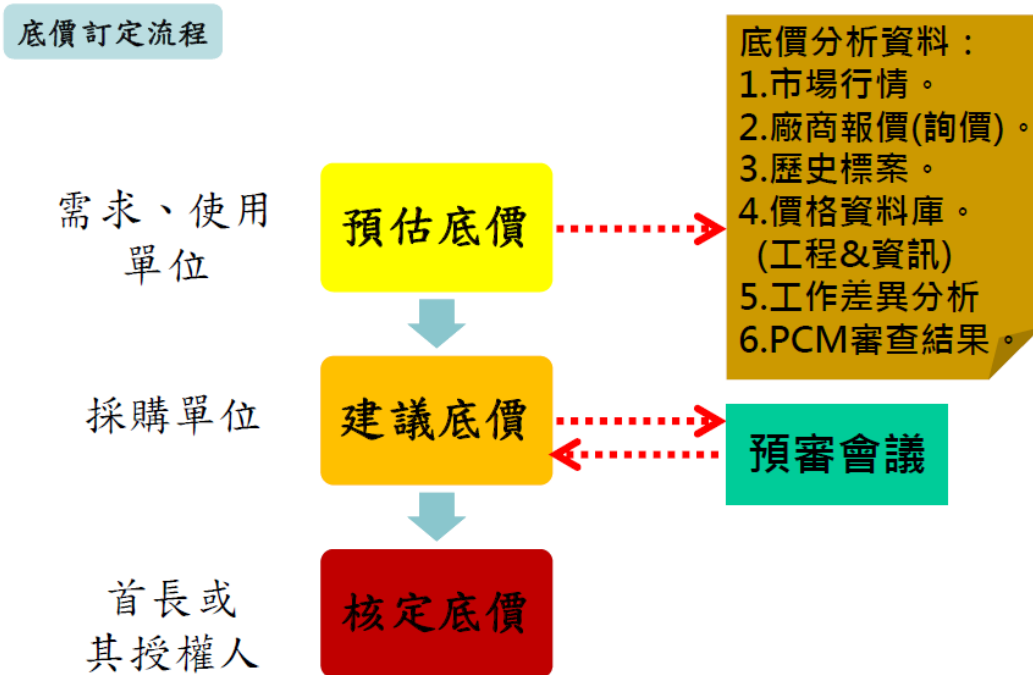 底價訂定流程
需求、使用
單位
預估底價
底價分析資料：
1.市場行情。
2.廠商報價(詢價)。
3.歷史標案。
4.價格資料庫。
(工程&資訊)
5.工作差異分析
6.PCM審查結果。
採購單位
建議底價
預審會議
首長或
其授權人
核定底價